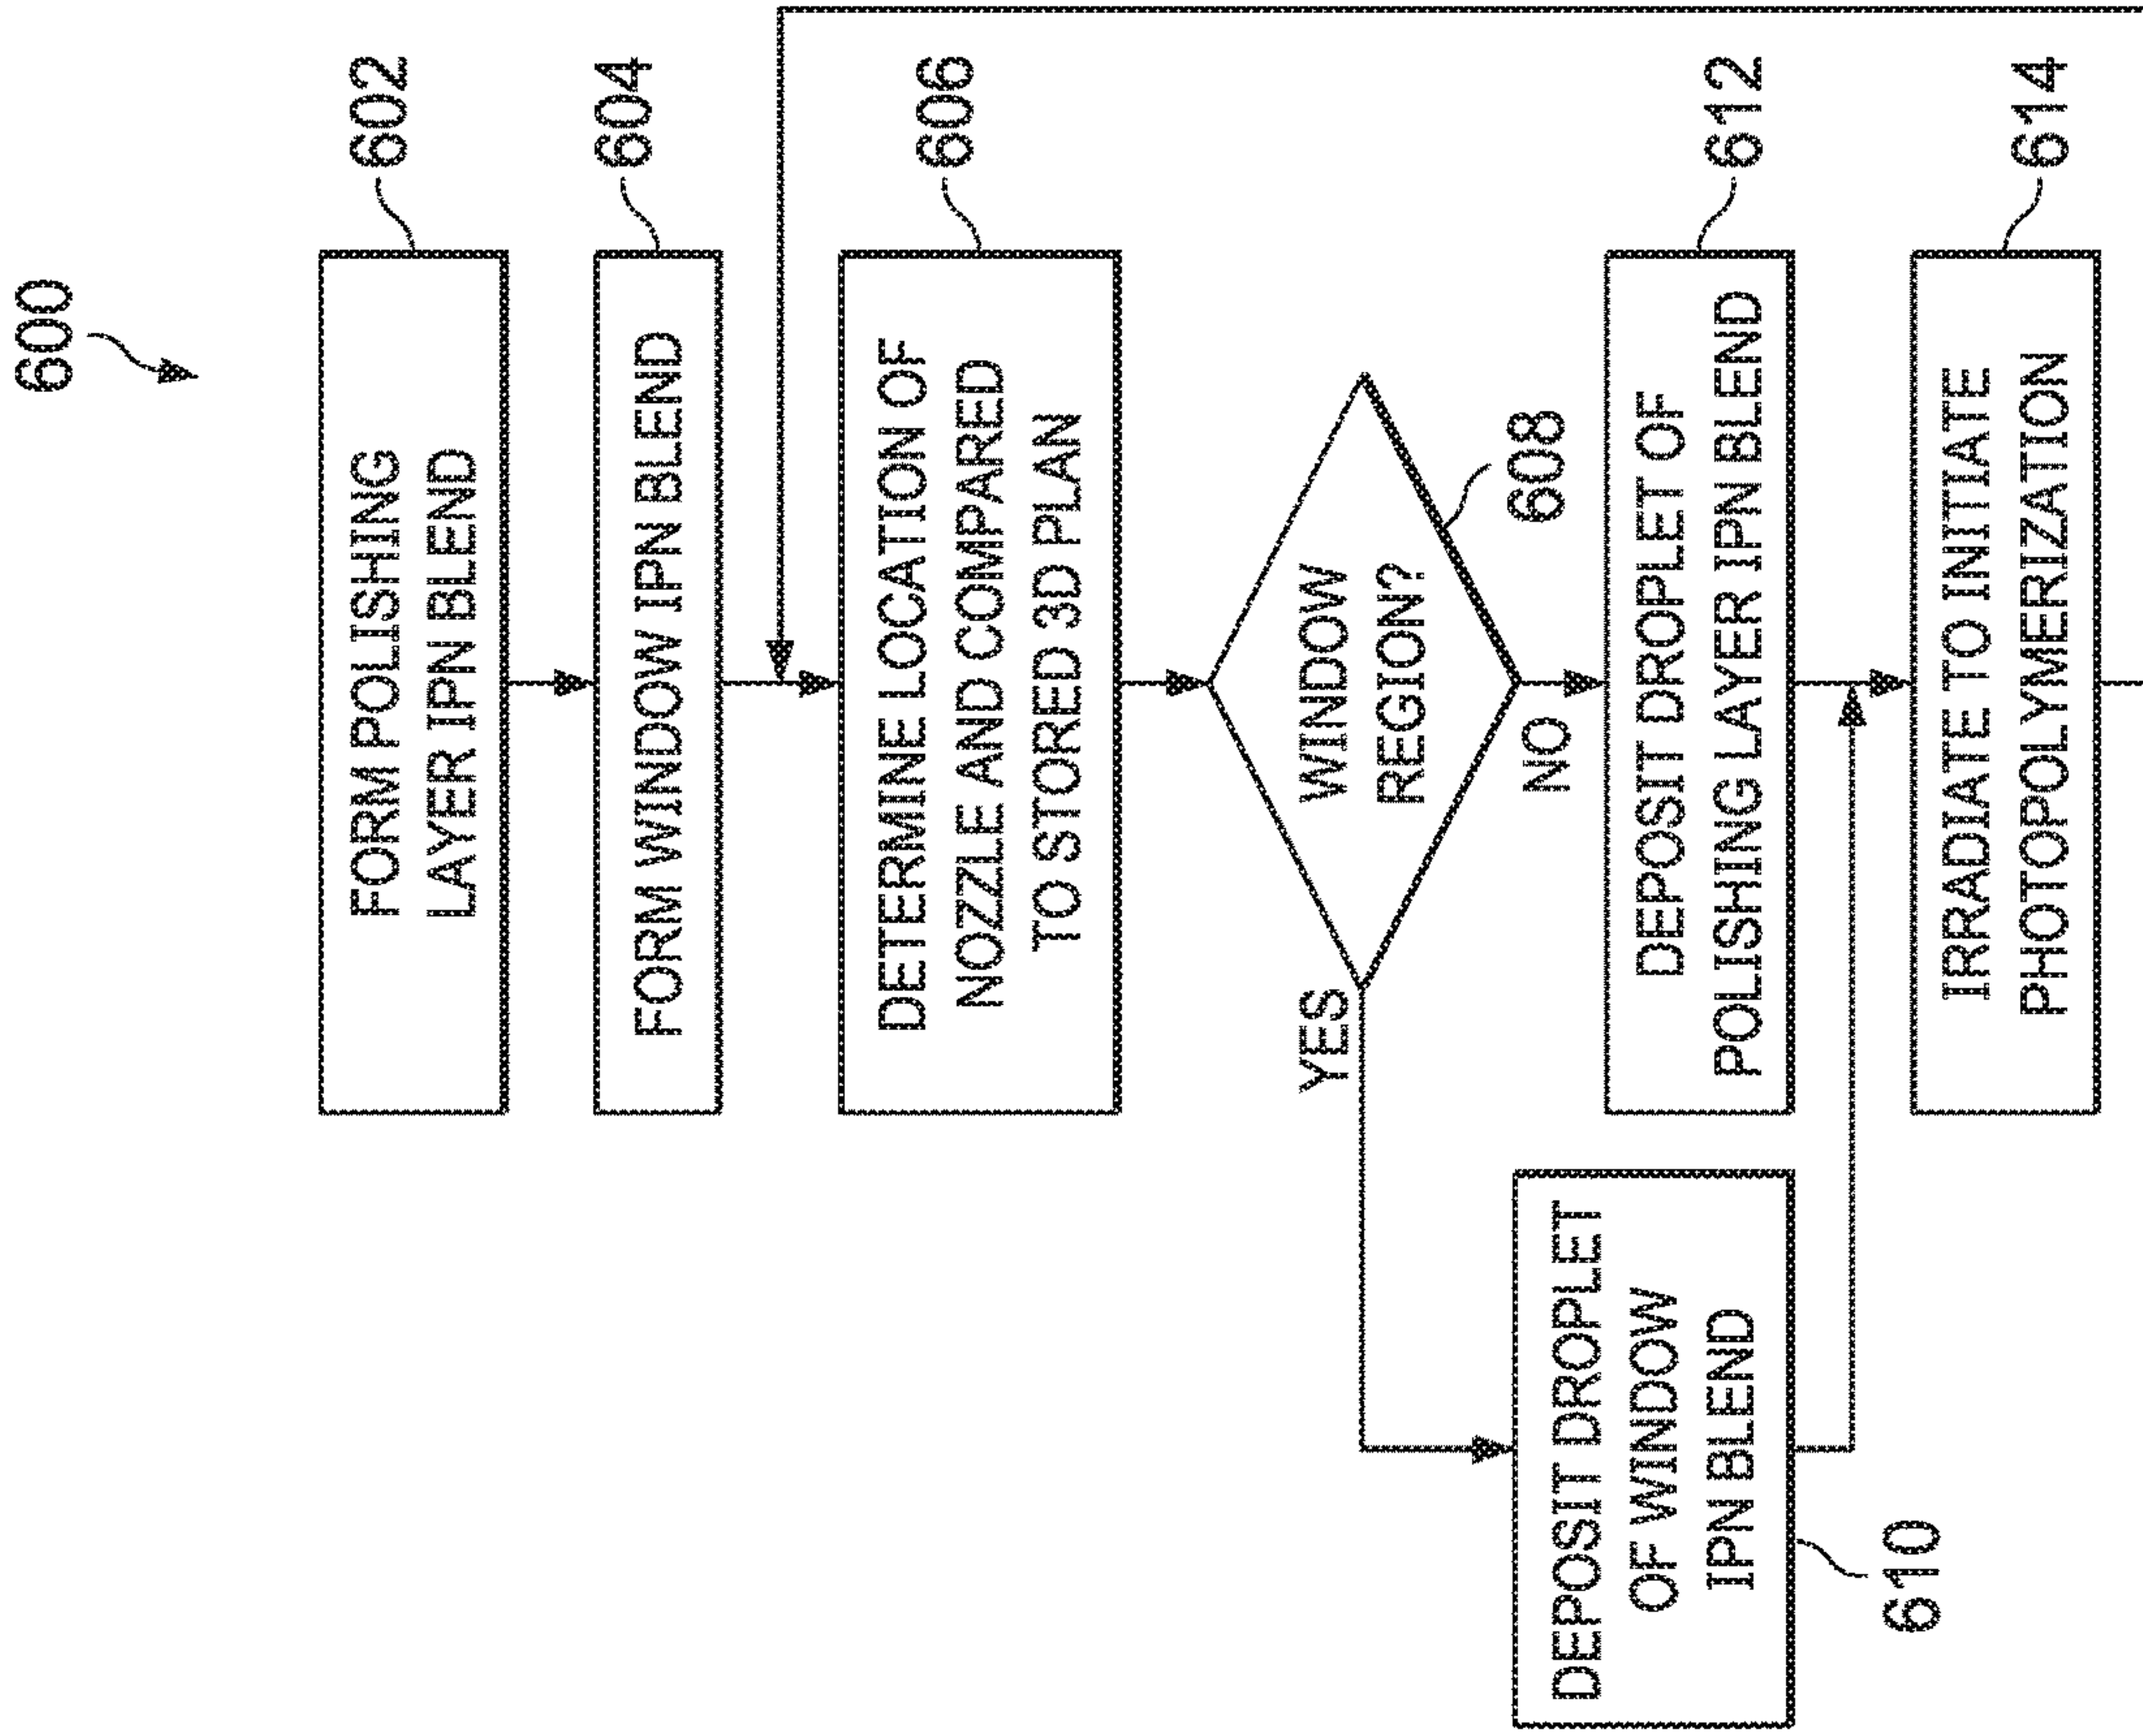 600
FORM POLISHING
LAYER IPN BLEND
602
FORM WINDOW IPN BLEND
604
DETERMINE LOCATION OF
NOZZLE AND COMPARED
TO STORED 3D PLAN
606
WINDOW
REGION?
608
YES
NO
DEPOSIT DROPLET
OF WINDOW
IPN BLEND
610
DEPOSIT DROPLET OF
POLISHING LAYER IPN BLEND
612
IRRADIATE TO INITIATE
PHOTOPOLYMERIZATION
614